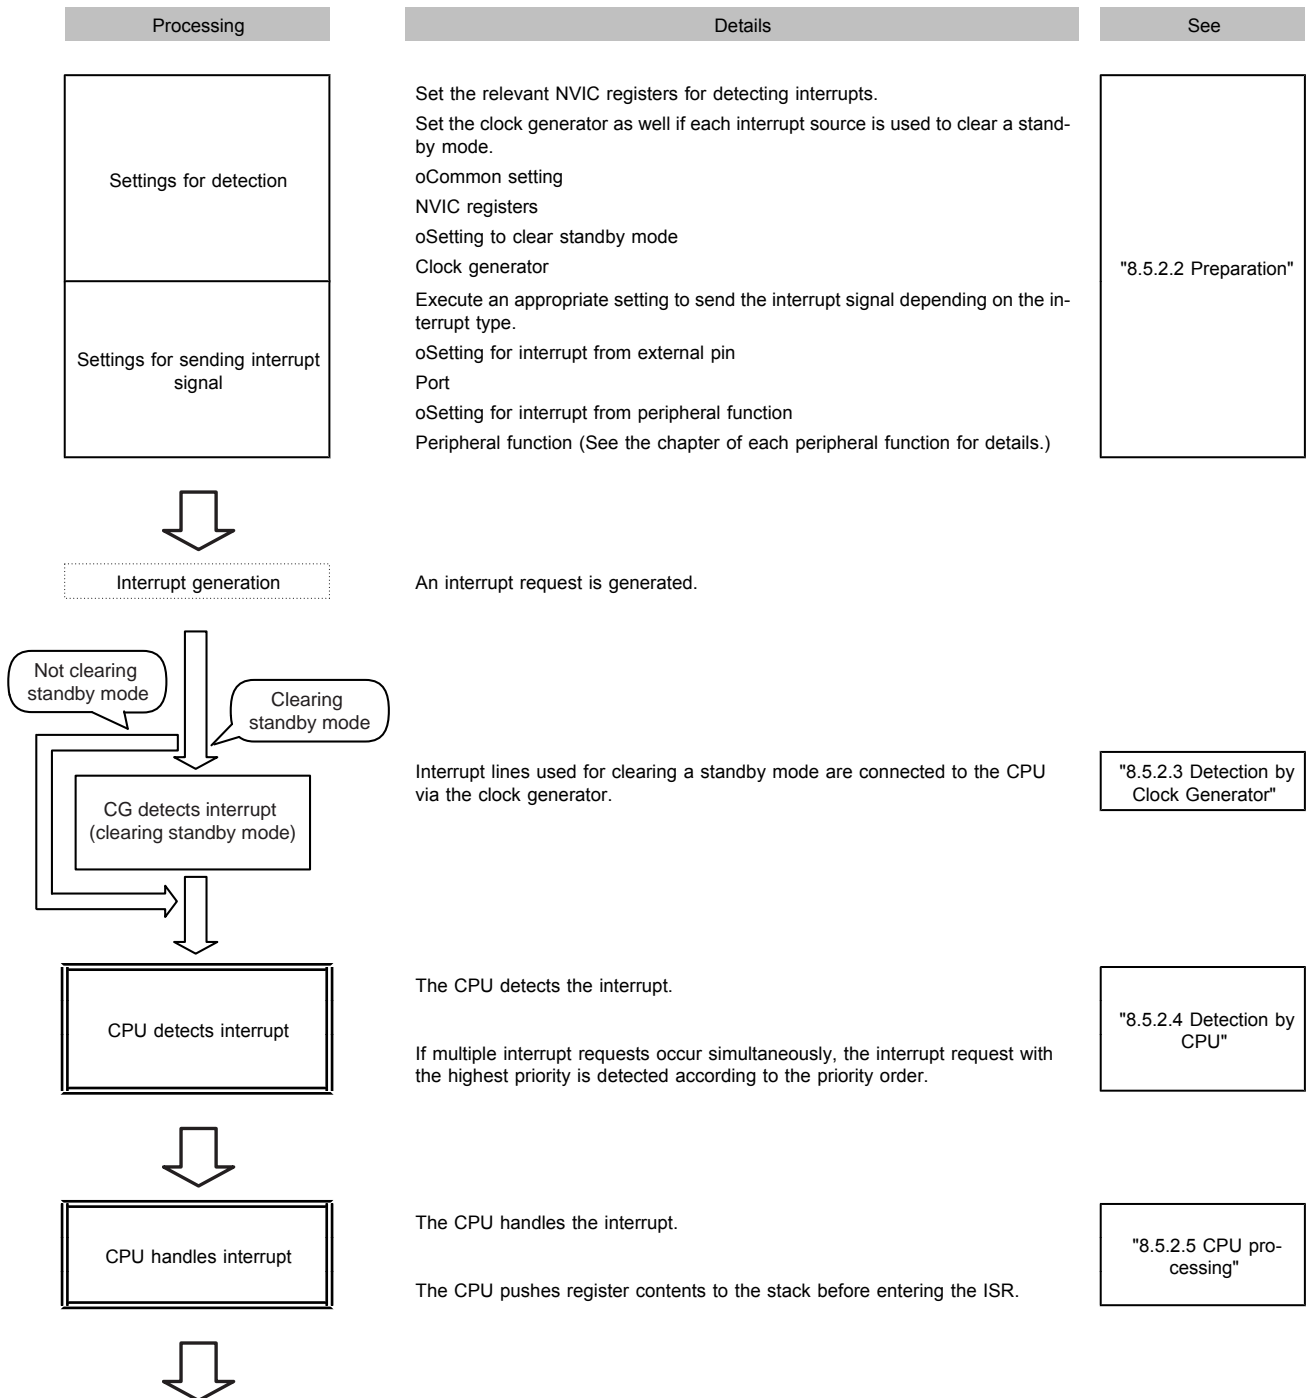 Processing
Details
See
Settings for detection
Set the relevant NVIC registers for detecting interrupts.
Set the clock generator as well if each interrupt source is used to clear a stand-
by mode.
oCommon setting
NVIC registers
oSetting to clear standby mode
Clock generator
"8.5.2.2 Preparation"
Settings for sending interrupt
signal
Execute an appropriate setting to send the interrupt signal depending on the in-
terrupt type.
oSetting for interrupt from external pin
Port
oSetting for interrupt from peripheral function
Peripheral function (See the chapter of each peripheral function for details.)
Interrupt generation
An interrupt request is generated.
Not clearing
standby mode
Clearing
standby mode
CG detects interrupt
(clearing standby mode)
Interrupt lines used for clearing a standby mode are connected to the CPU
via the clock generator.
"8.5.2.3 Detection by
Clock Generator"
CPU detects interrupt
The CPU detects the interrupt.
If multiple interrupt requests occur simultaneously, the interrupt request with
the highest priority is detected according to the priority order.
"8.5.2.4 Detection by
CPU"
CPU handles interrupt
The CPU handles the interrupt.
The CPU pushes register contents to the stack before entering the ISR.
"8.5.2.5 CPU pro-
cessing"